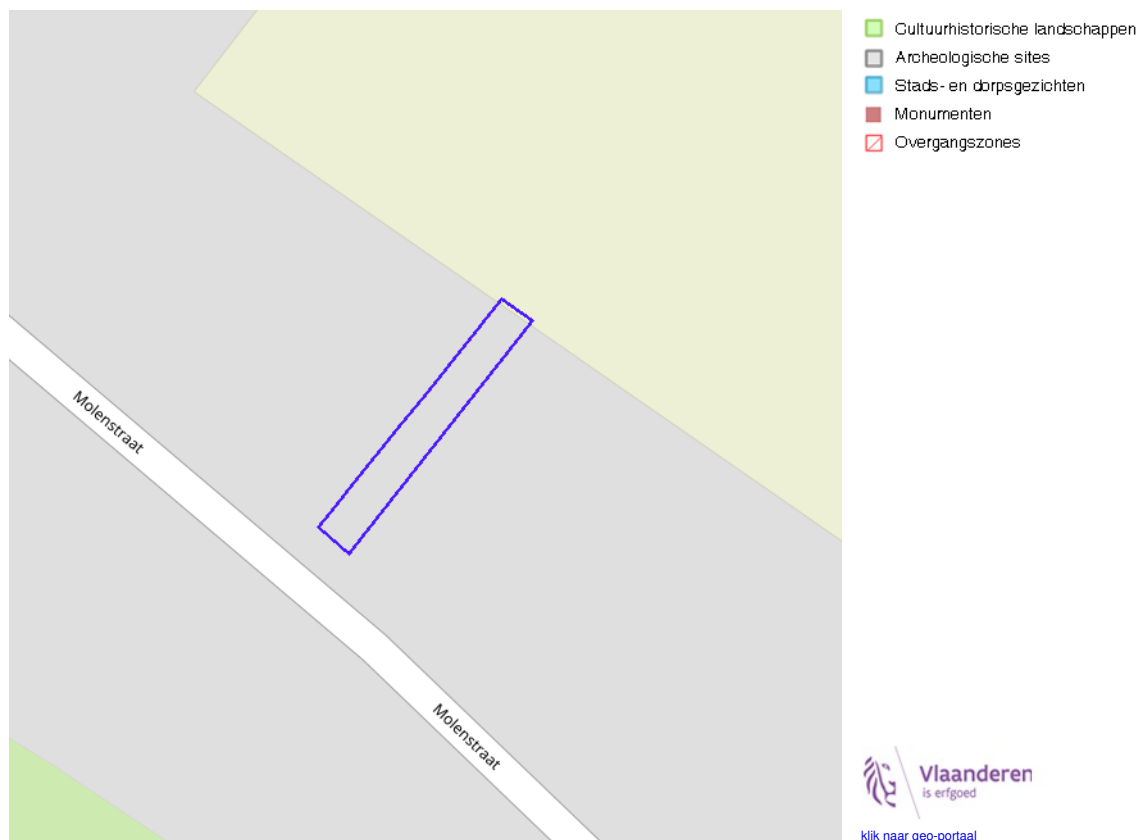 Cultuurhistorische landschappen
Archeologische sites
Stads- en dorpsgezichten
Monumenten
Overgangszones
Molenstraat
Molenstraat
Vlaanderen
is erfgoed
klik naar geo-portaal